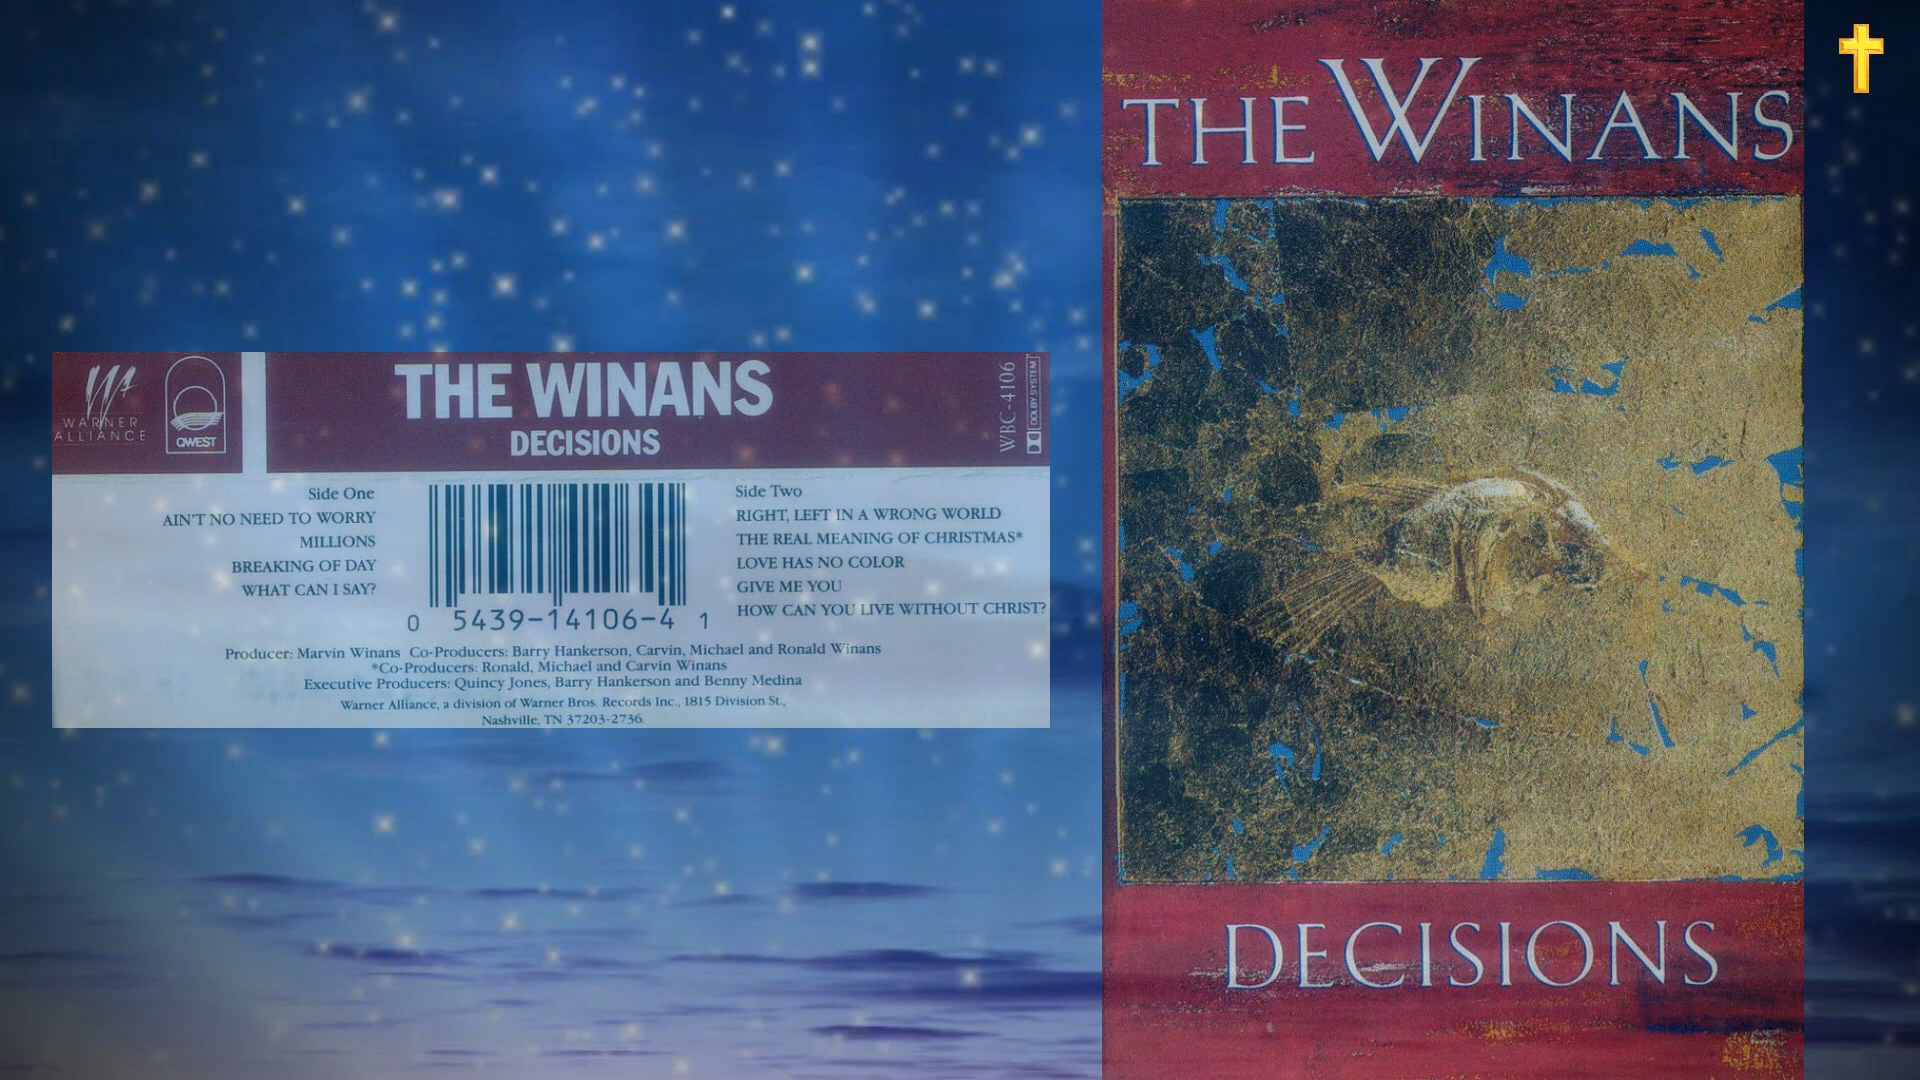 WARNER
ALLIANCE
QWEST
THE WINANS
DECISIONS
WBC-4106
DOLBY SYSTEM
Side One
AIN'T NO NEED TO WORRY
MILLIONS
BREAKING OF DAY
WHAT CAN I SAY?
0 5439-14106-4 1
Side Two
RIGHT, LEFT IN A WRONG WORLD
THE REAL MEANING OF CHRISTMAS*
LOVE HAS NO COLOR
GIVE ME YOU
HOW CAN YOU LIVE WITHOUT CHRIST?
Producer: Marvin Winans Co-Producers: Barry Hankerson, Carvin, Michael and Ronald Winans
*Co-Producers: Ronald, Michael and Carvin Winans
Executive Producers: Quincy Jones, Barry Hankerson and Benny Medina
Warner Alliance, a division of Warner Bros. Records Inc., 1815 Division St.,
Nashville, TN 37203-2736.
THE WINANS
DECISIONS